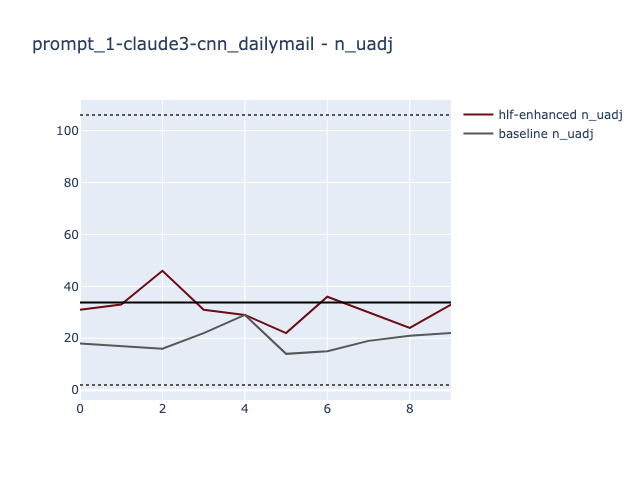 prompt_1-claude3-cnn_dailymail - n_uadj
hlf-enhanced n_uadj
baseline n_uadj
100
80
60
40
20
0
0 2 4 6 8